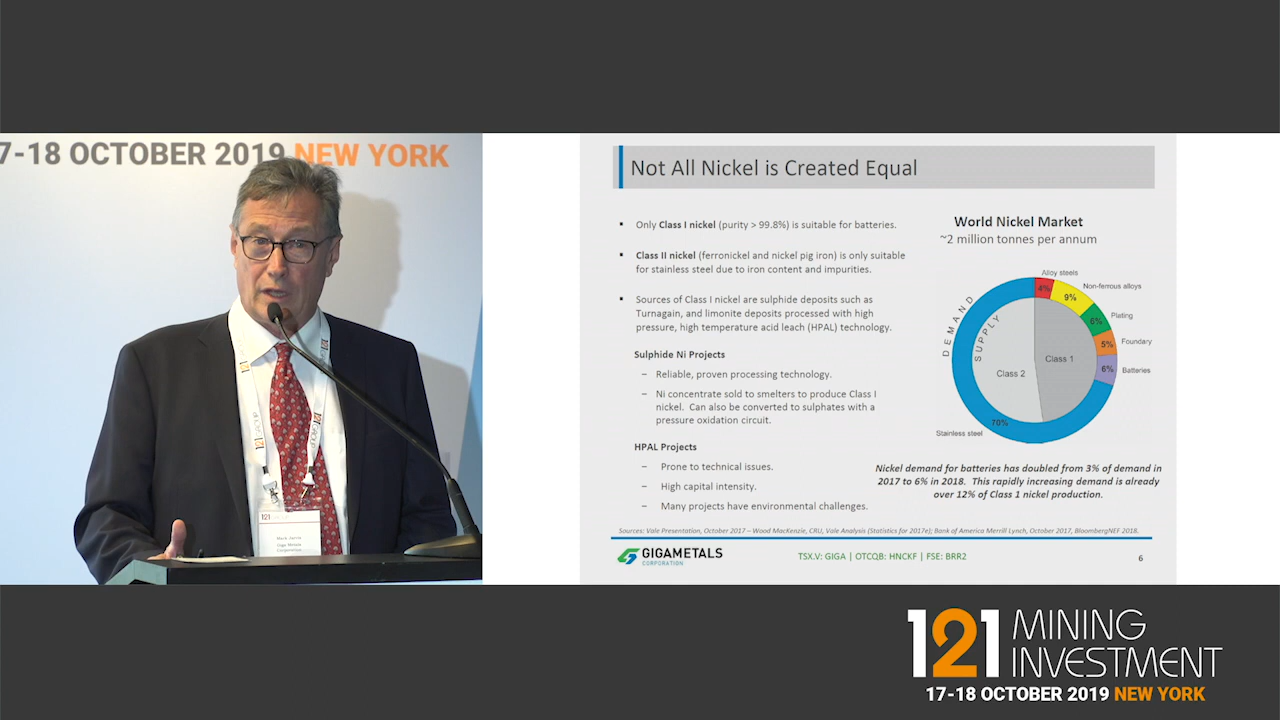 7-18 OCTOBER 2019 NEW YORK
121 GROUP
121
Mark Jarvis
Giga Metals
Corporation
Not All Nickel is Created Equal
▪ Only Class I nickel (purity > 99.8%) is suitable for batteries.
▪ Class II nickel (ferronickel and nickel pig iron) is only suitable
for stainless steel due to iron content and impurities.
▪ Sources of Class I nickel are sulphide deposits such as
Turnagain, and limonite deposits processed with high
pressure, high temperature acid leach (HPAL) technology.
Sulphide Ni Projects
– Reliable, proven processing technology.
– Ni concentrate sold to smelters to produce Class I
nickel. Can also be converted to sulphates with a
pressure oxidation circuit.
HPAL Projects
– Prone to technical issues.
– High capital intensity.
– Many projects have environmental challenges.
World Nickel Market
~2 million tonnes per annum
Alloy steels
4%
Non-ferrous alloys
9%
Plating
6%
Foundary
5%
Batteries
6%
DEMAND
SUPPLY
Class 1
Class 2
70%
Stainless steel
Nickel demand for batteries has doubled from 3% of demand in
2017 to 6% in 2018. This rapidly increasing demand is already
over 12% of Class 1 nickel production.
Sources: Vale Presentation, October 2017 – Wood MacKenzie, CRU, Vale Analysis (Statistics for 2017e); Bank of America Merrill Lynch, October 2017, BloombergNEF 2018.
GIGAMETALS
CORPORATION
TSX.V: GIGA | OTCQB: HNCKF | FSE: BRR2
6
121 MINING
INVESTMENT
17-18 OCTOBER 2019 NEW YORK